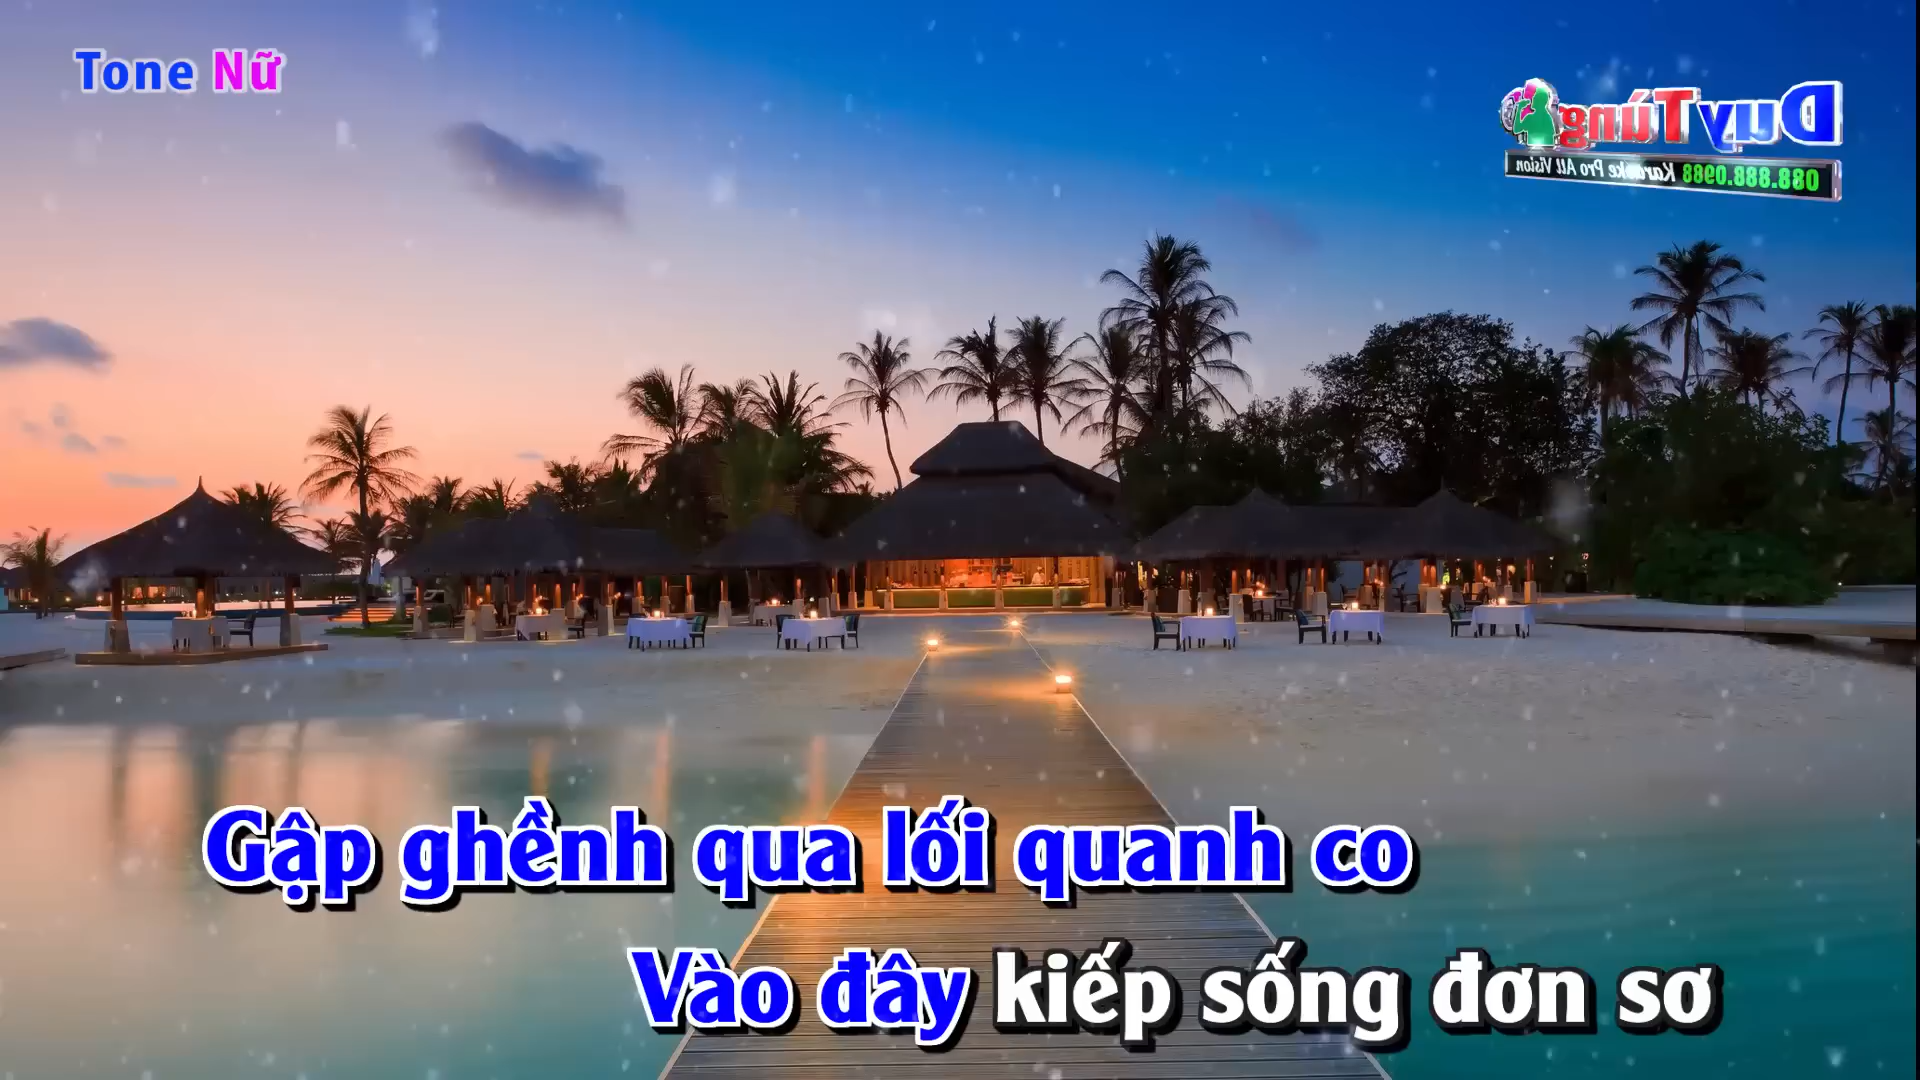 Tone Nữ
Duy Tùng
088.888.0988 Karaoke Pro All Vision
Gập ghềnh qua lối quanh co
Vào đây kiếp sống đơn sơ